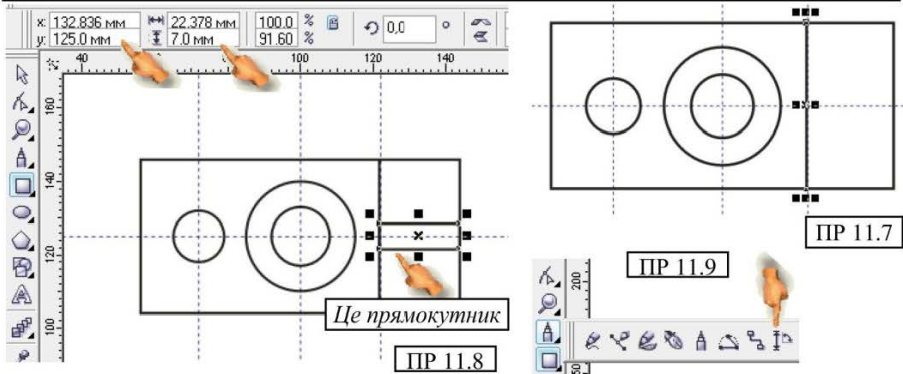 x: 132.836 мм 22.378 мм 100.0 % 0,0 °
y: 125.0 мм 7.0 мм 91.60 %
40 100 120 140
160
140
120
100
Це прямокутник
ПР 11.8
ПР 11.7
ПР 11.9
200